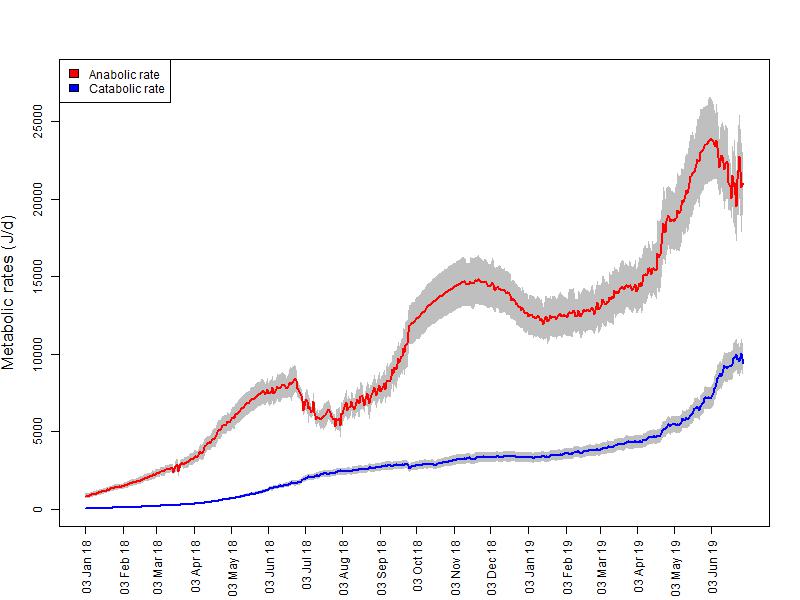 Anabolic rate
Catabolic rate
Metabolic rates (J/d)
25000
20000
15000
10000
5000
0
03 Jan 18
03 Feb 18
03 Mar 18
03 Apr 18
03 May 18
03 Jun 18
03 Jul 18
03 Aug 18
03 Sep 18
03 Oct 18
03 Nov 18
03 Dec 18
03 Jan 19
03 Feb 19
03 Mar 19
03 Apr 19
03 May 19
03 Jun 19